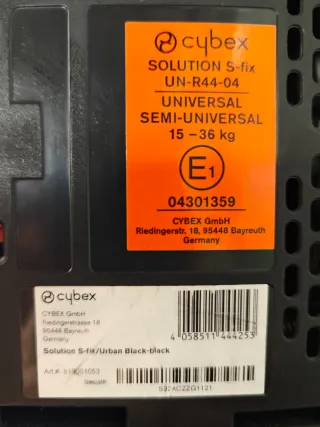 cybex
SOLUTION S-fix
UN-R44-04
UNIVERSAL
SEMI-UNIVERSAL
15 – 36 kg
E1
04301359
CYBEX GmbH
Riedingerstr. 18, 95448 Bayreuth
Germany
cybex
CYBEX GmbH
Riedingerstrasse 18
95448 Bayreuth
Germany
4 058511 444253
Solution S-fix/Urban Black-black
Art.#